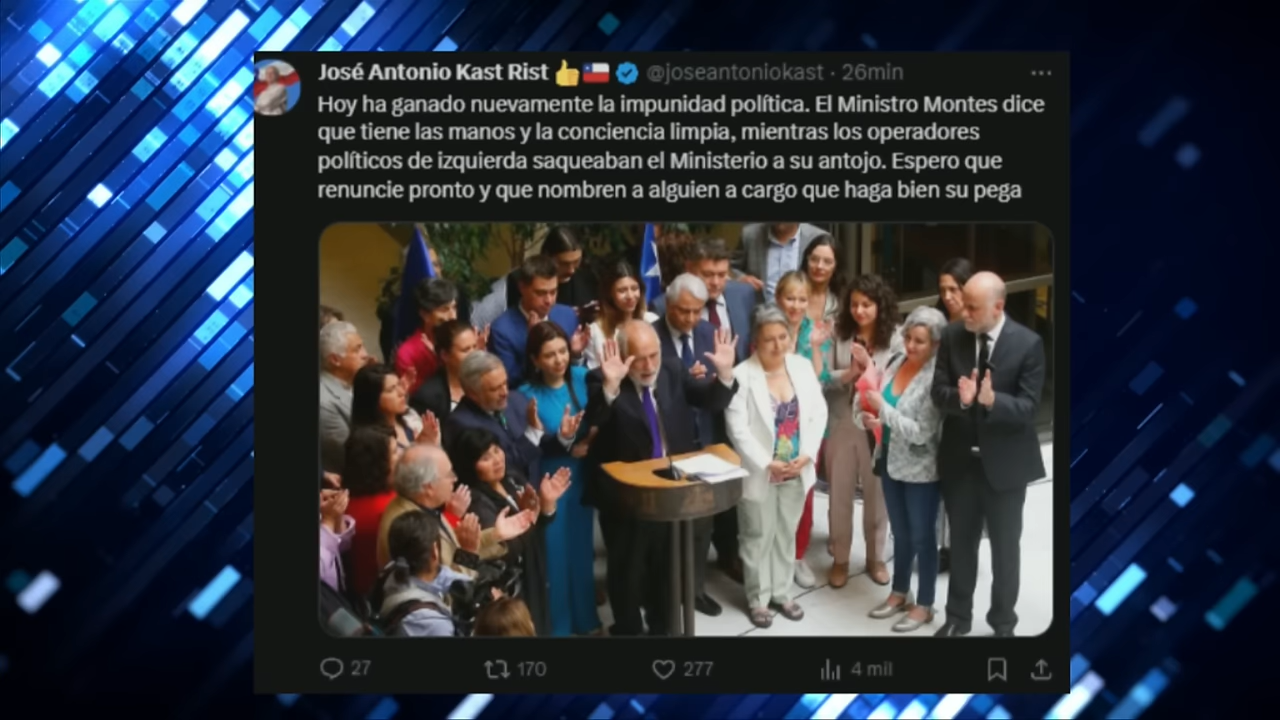 José Antonio Kast Rist 👍🇨🇱 @joseantoniokast · 26min
Hoy ha ganado nuevamente la impunidad política. El Ministro Montes dice
que tiene las manos y la conciencia limpia, mientras los operadores
políticos de izquierda saqueaban el Ministerio a su antojo. Espero que
renuncie pronto y que nombren a alguien a cargo que haga bien su pega
27 170 277 4 mil